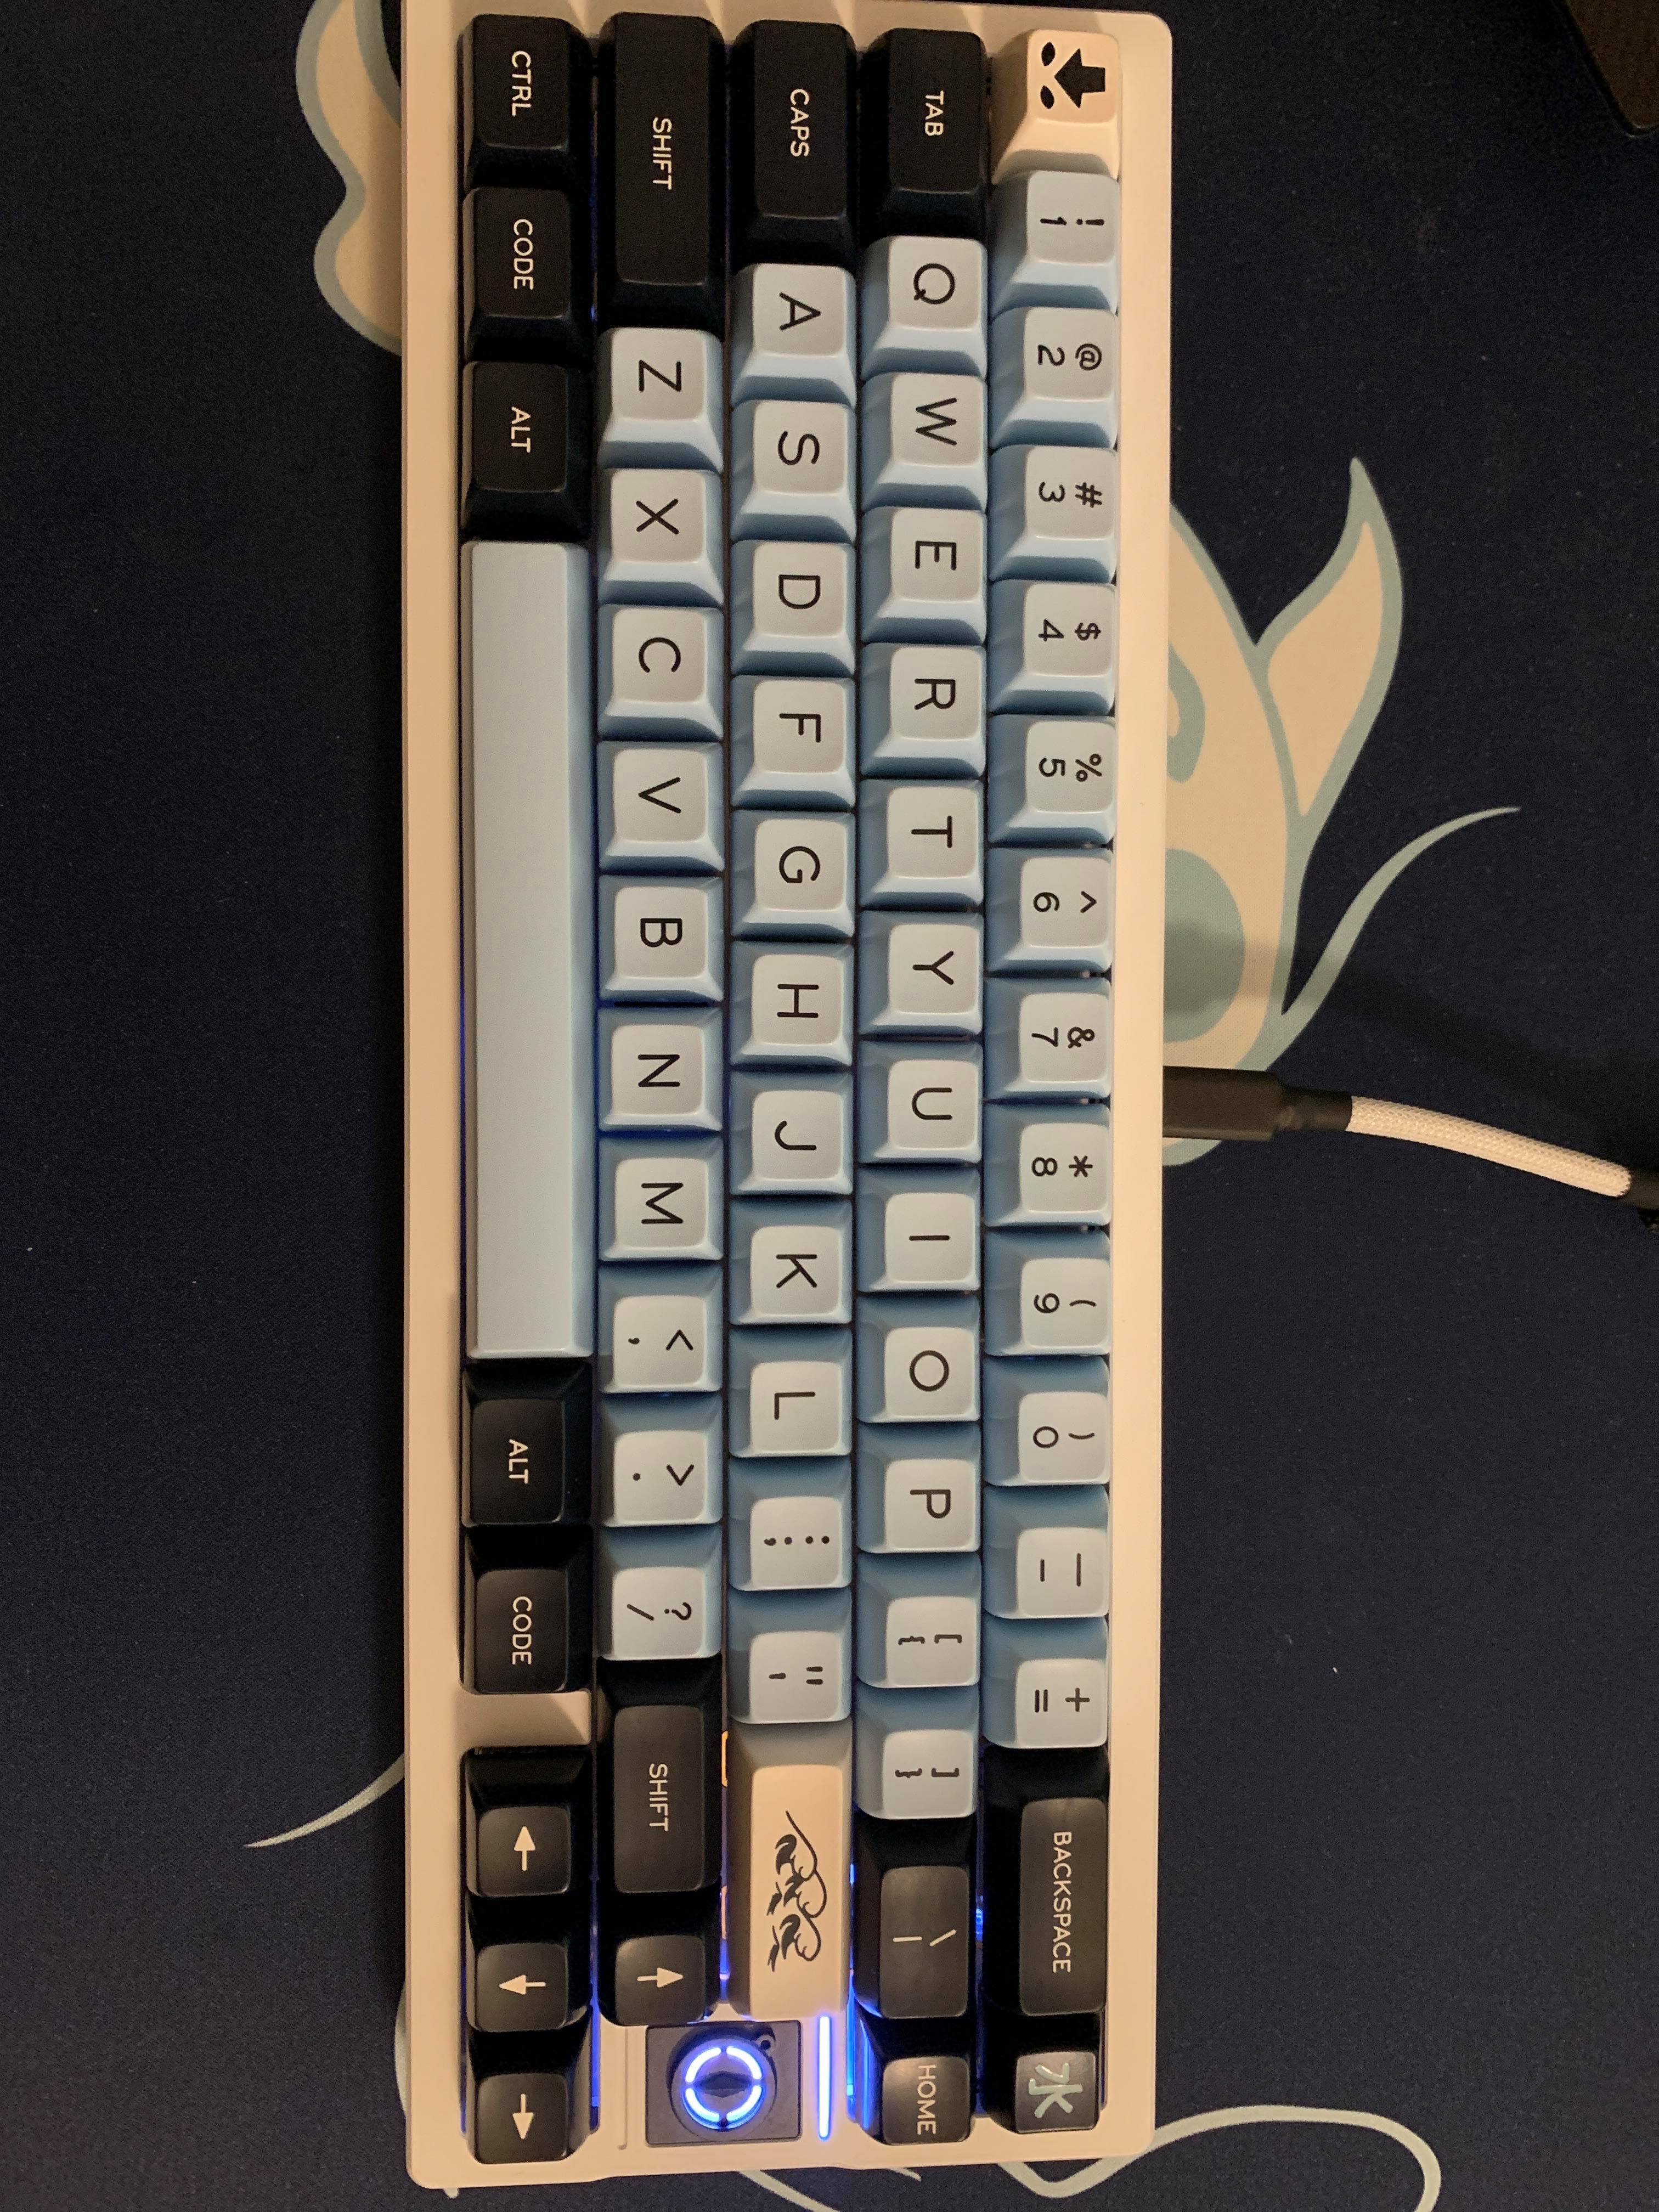 ! @ # $ % ^ & * ( ) — +
1 2 3 4 5 6 7 8 9 0 - = BACKSPACE 水
TAB Q W E R T Y U I O P [ { ] } \ | HOME
CAPS A S D F G H J K L : ; " '
SHIFT Z X C V B N M < , > . ? / SHIFT ↑
CTRL CODE ALT ALT CODE ← ↓ →